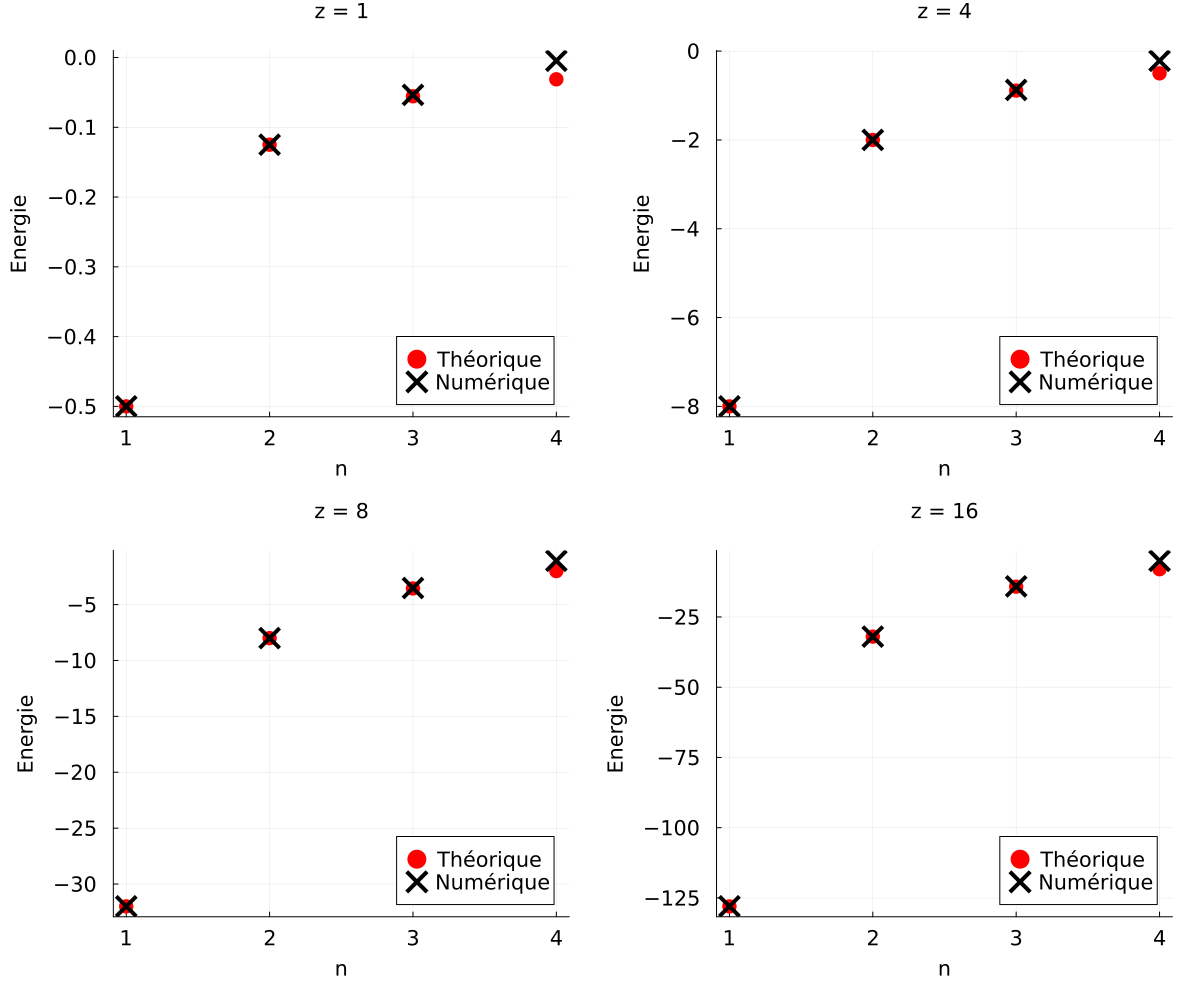 z = 1
0.0
−0.1
−0.2
−0.3
−0.4
−0.5
Energie
1 2 3 4
n
Théorique
Numérique
z = 4
0
−2
−4
−6
−8
Energie
1 2 3 4
n
Théorique
Numérique
z = 8
−5
−10
−15
−20
−25
−30
Energie
1 2 3 4
n
Théorique
Numérique
z = 16
−25
−50
−75
−100
−125
Energie
1 2 3 4
n
Théorique
Numérique